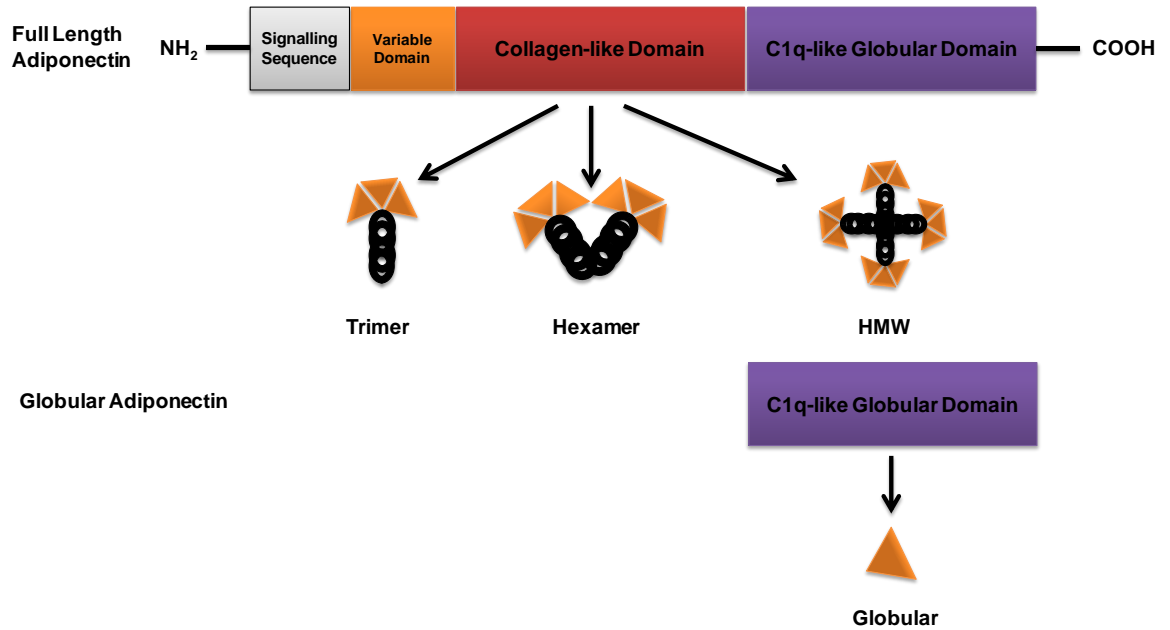 Full Length
Adiponectin
NH2
Signalling
Sequence
Variable
Domain
Collagen-like Domain
C1q-like Globular Domain
COOH
Trimer
Hexamer
HMW
Globular Adiponectin
C1q-like Globular Domain
Globular